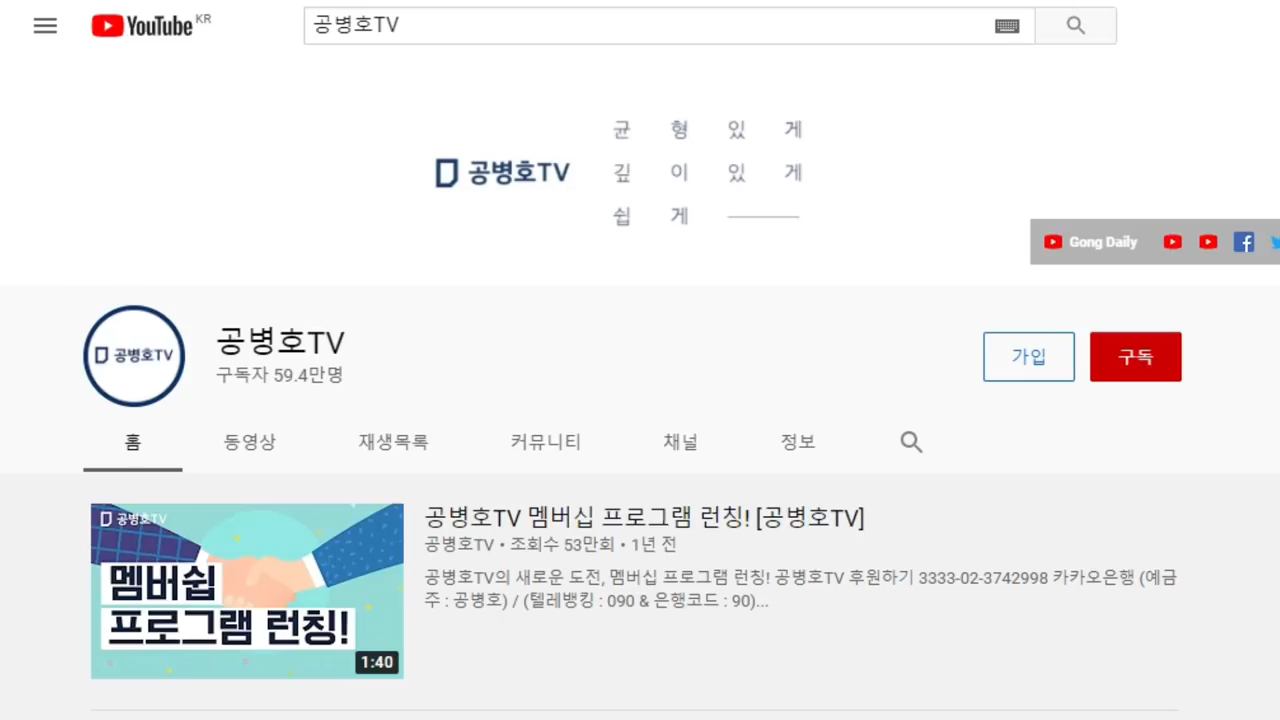 YouTube KR
공병호TV
균 형 있 게
공병호TV
깊 이 있 게
쉽 게
Gong Daily
공병호TV
공병호TV
구독자 59.4만명
가입
구독
홈
동영상
재생목록
커뮤니티
채널
정보
공병호TV
멤버쉽
프로그램 런칭!
1:40
공병호TV 멤버십 프로그램 런칭! [공병호TV]
공병호TV • 조회수 53만회 • 1년 전
공병호TV의 새로운 도전, 멤버십 프로그램 런칭! 공병호TV 후원하기 3333-02-3742998 카카오은행 (예금
주 : 공병호) / (텔레뱅킹 : 090 & 은행코드 : 90)...